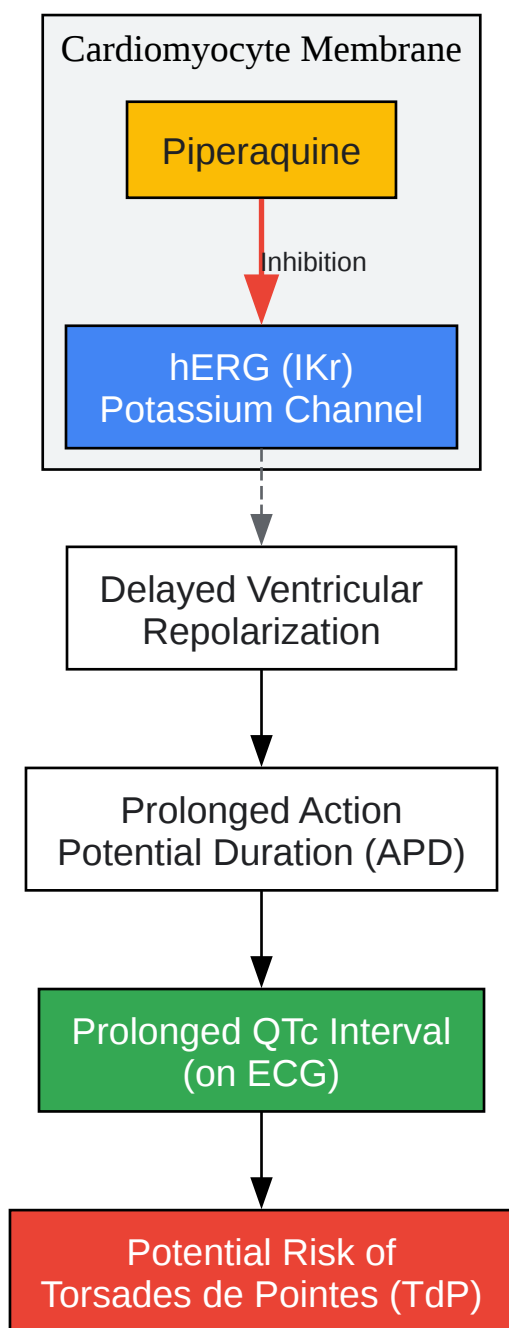 Cardiomyocyte Membrane
Piperaquine
Inhibition
hERG (IKr)
Potassium Channel
Delayed Ventricular
Repolarization
Prolonged Action
Potential Duration (APD)
Prolonged QTc Interval
(on ECG)
Potential Risk of
Torsades de Pointes (TdP)